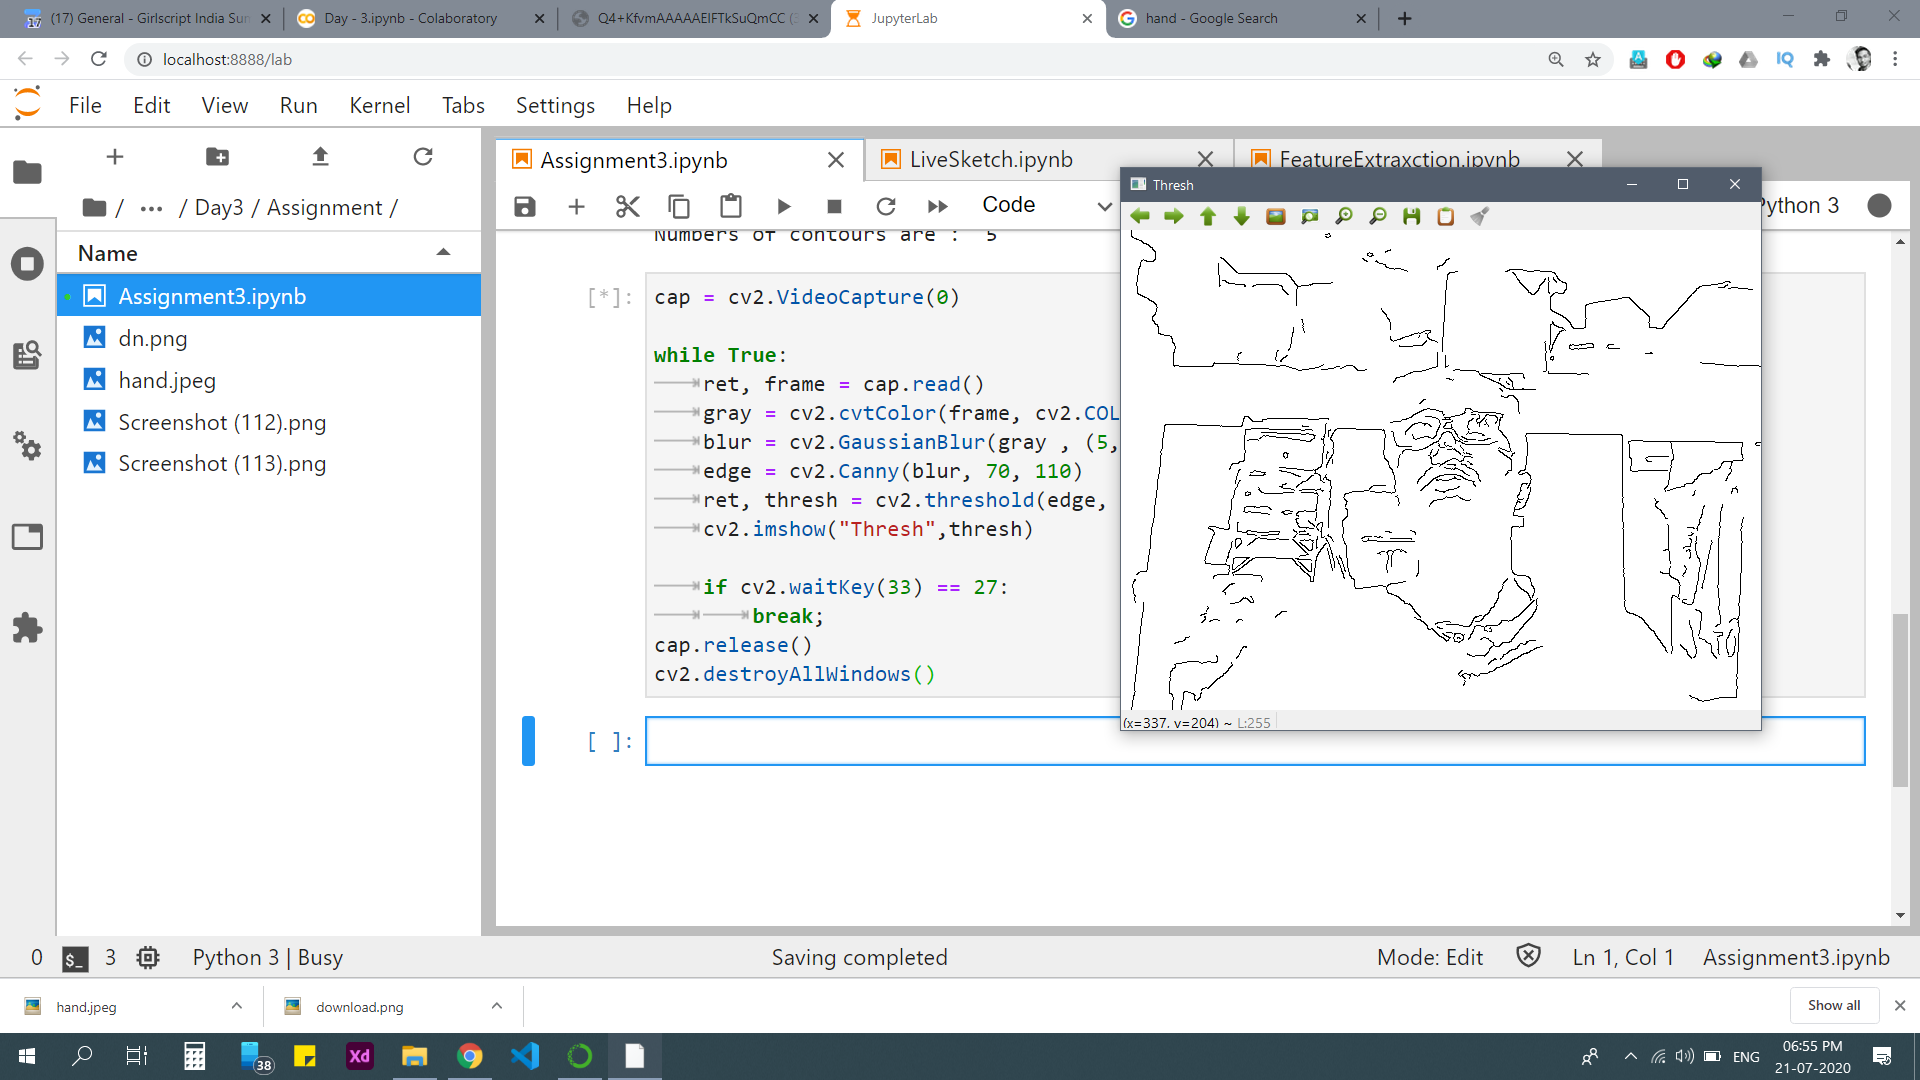 (17) General - Girlscript India Sun
Day - 3.ipynb - Colaboratory
Q4+KfvmAAAAAElFTkSuQmCC (
JupyterLab
hand - Google Search
localhost:8888/lab
IQ
File Edit View Run Kernel Tabs Settings Help
Assignment3.ipynb
LiveSketch.ipynb
FeatureExtraxction.ipynb
/ ··· / Day3 / Assignment /
Code
Python 3
Thresh
Name
Assignment3.ipynb
dn.png
hand.jpeg
Screenshot (112).png
Screenshot (113).png
Numbers of contours are : 5
[*]:
cap = cv2.VideoCapture(0)
while True:
ret, frame = cap.read()
gray = cv2.cvtColor(frame, cv2.COL
blur = cv2.GaussianBlur(gray , (5,
edge = cv2.Canny(blur, 70, 110)
ret, thresh = cv2.threshold(edge,
cv2.imshow("Thresh",thresh)
if cv2.waitKey(33) == 27:
break;
cap.release()
cv2.destroyAllWindows()
(x=337, y=204) ~ L:255
[ ]:
0 $_ 3 Python 3 | Busy
Saving completed
Mode: Edit
Ln 1, Col 1
Assignment3.ipynb
hand.jpeg
download.png
Show all
38
Xd
ENG
06:55 PM
21-07-2020